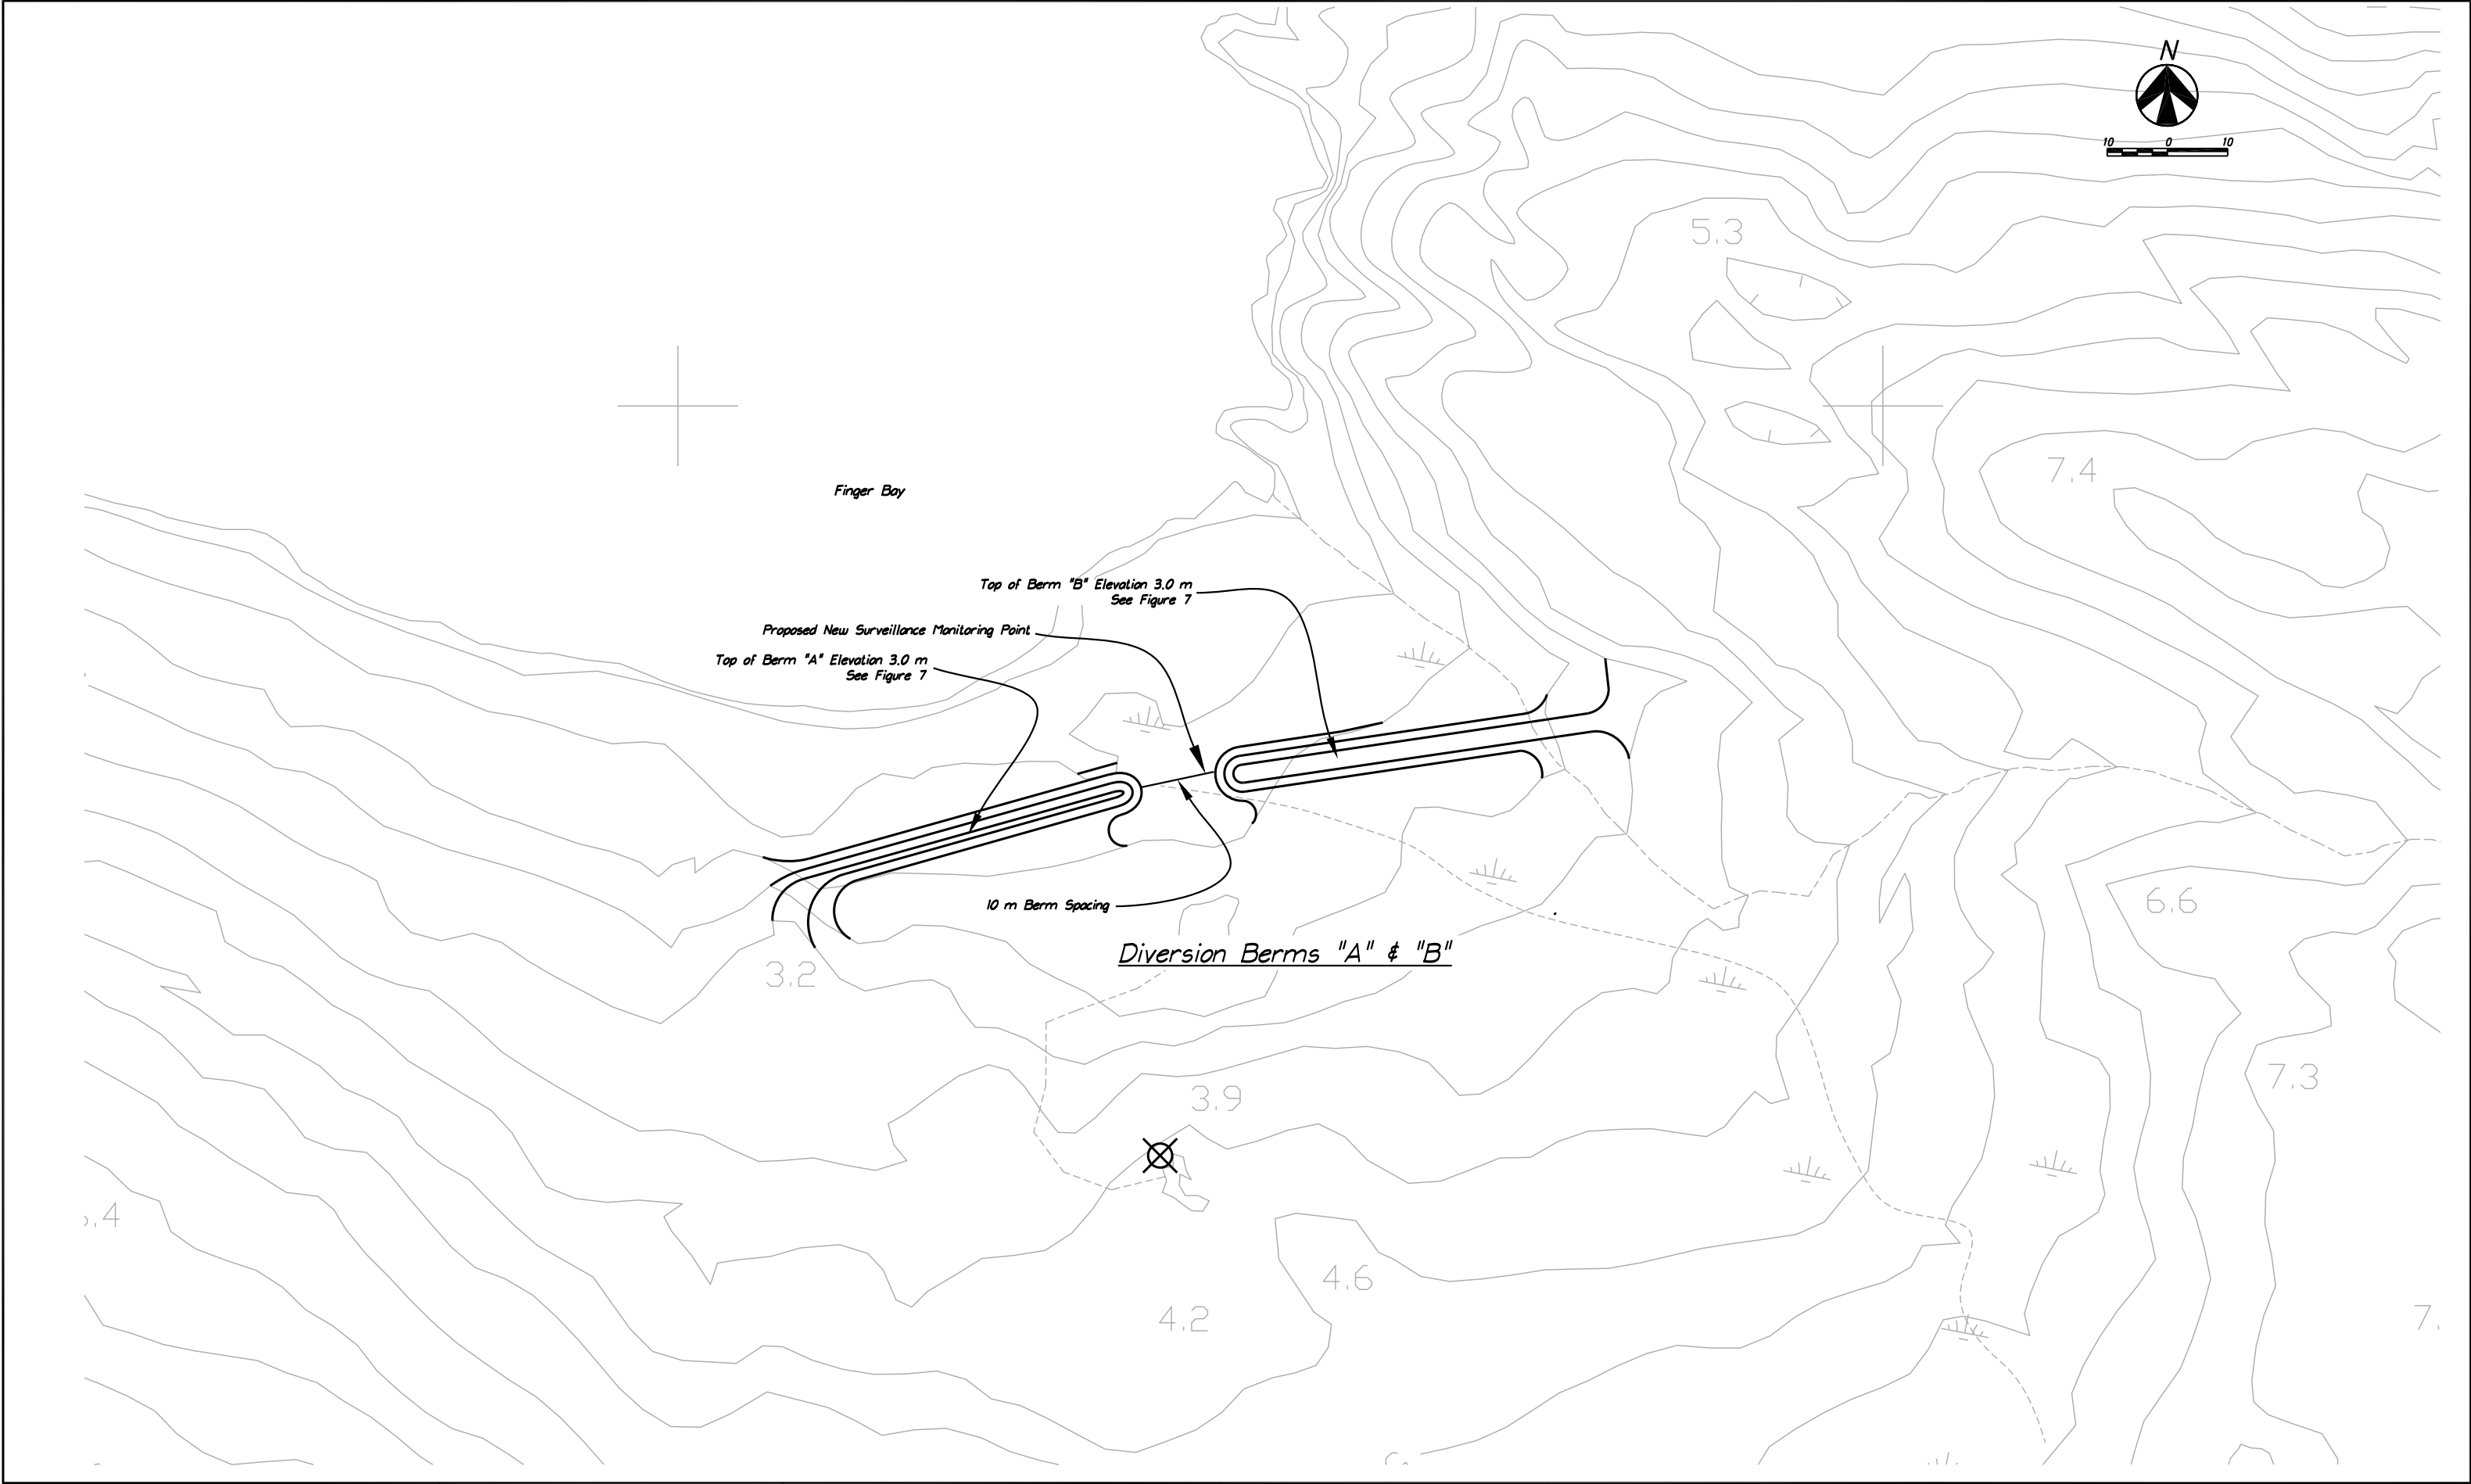 N
10 0 10
5.3
7.4
Finger Bay
Top of Berm "B" Elevation 3.0 m
See Figure 7
Proposed New Surveillance Monitoring Point
Top of Berm "A" Elevation 3.0 m
See Figure 7
10 m Berm Spacing
6.6
Diversion Berms "A" & "B"
3.2
7.3
3.9
.4
4.6
4.2
7.